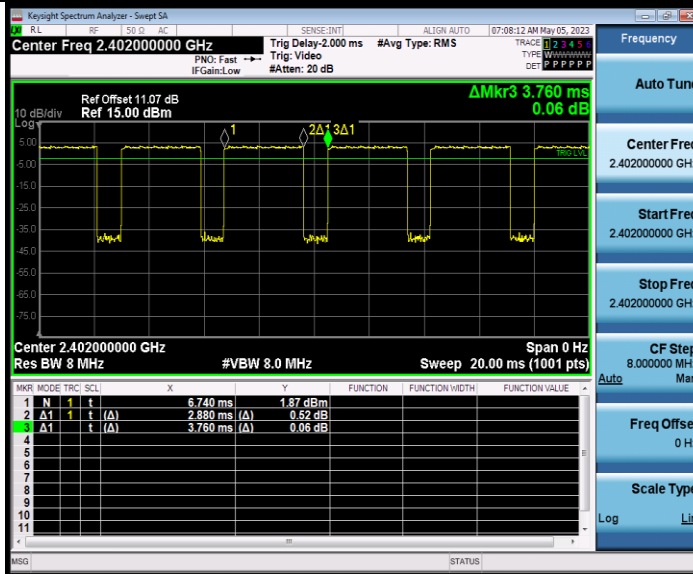 Keysight Spectrum Analyzer - Swept SA
LXI RL RF 50 Ω AC SENSE:INT ALIGN AUTO 07:08:12 AM May 05, 2023
Center Freq 2.402000000 GHz
PNO: Fast
IFGain:Low
Trig Delay-2.000 ms
Trig: Video
#Atten: 20 dB
#Avg Type: RMS
TRACE 1 2 3 4 5 6
TYPE WWWWWW
DET P P P P P P
10 dB/div
Log
Ref Offset 11.07 dB
Ref 15.00 dBm
ΔMkr3 3.760 ms
0.06 dB
1
2Δ1 3Δ1
TRIG LVL
5.00
-5.00
-15.0
-25.0
-35.0
-45.0
-55.0
-65.0
-75.0
Center 2.402000000 GHz Span 0 Hz
Res BW 8 MHz #VBW 8.0 MHz Sweep 20.00 ms (1001 pts)
MKR MODE TRC SCL X Y FUNCTION FUNCTION WIDTH FUNCTION VALUE
1 N 1 t 6.740 ms 1.87 dBm
2 Δ1 1 t (Δ) 2.880 ms (Δ) 0.52 dB
3 Δ1 t (Δ) 3.760 ms (Δ) 0.06 dB
4
5
6
7
8
9
10
11
MSG STATUS
Frequency
Auto Tune
Center Freq
2.402000000 GHz
Start Freq
2.402000000 GHz
Stop Freq
2.402000000 GHz
CF Step
8.000000 MHz
Auto Man
Freq Offset
0 Hz
Scale Type
Log Lin